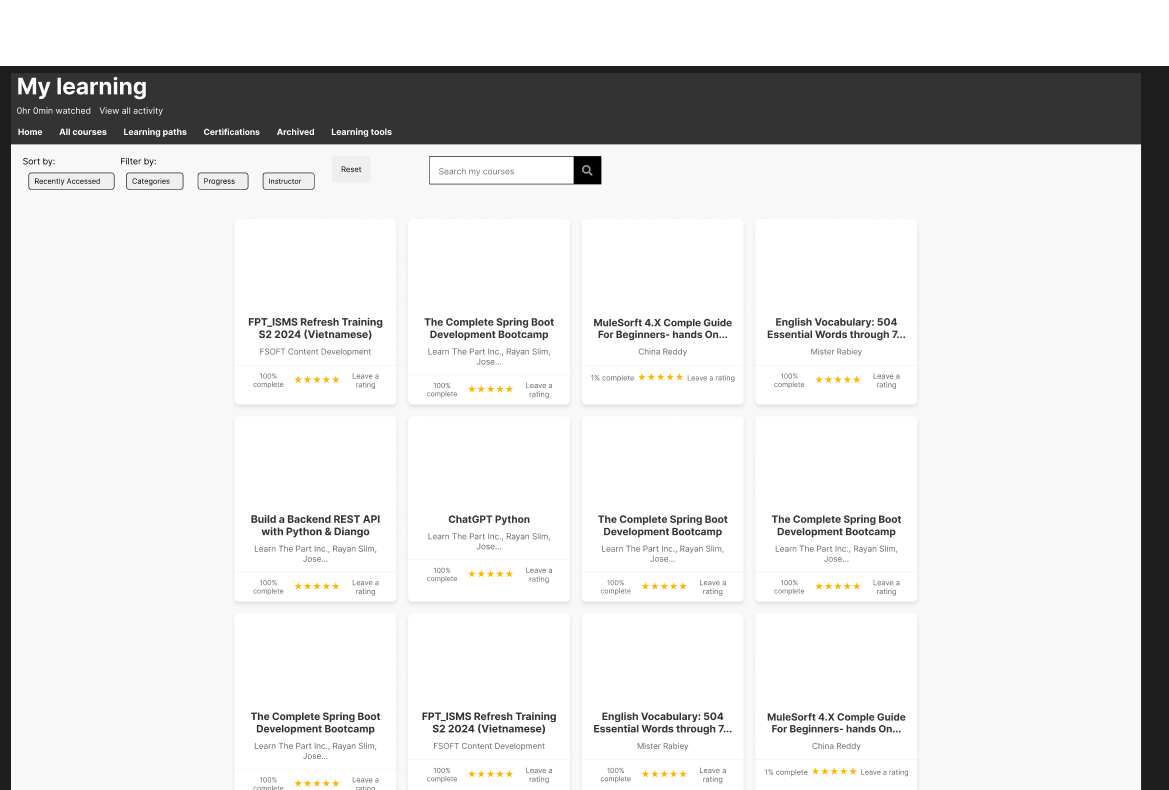 My learning
0hr 0min watched View all activity
Home All courses Learning paths Certifications Archived Learning tools
Sort by: Filter by:
Recently Accessed Categories Progress Instructor Reset Search my courses
FPT_ISMS Refresh Training
S2 2024 (Vietnamese)
FSOFT Content Development
100%
complete
★★★★★
Leave a
rating
The Complete Spring Boot
Development Bootcamp
Learn The Part Inc., Rayan Slim,
Jose...
100%
complete
★★★★★
Leave a
rating
MuleSorft 4.X Comple Guide
For Beginners- hands On...
China Reddy
1% complete ★★★★★ Leave a rating
English Vocabulary: 504
Essential Words through 7...
Mister Rabiey
100%
complete
★★★★★
Leave a
rating
Build a Backend REST API
with Python & Diango
Learn The Part Inc., Rayan Slim,
Jose...
100%
complete
★★★★★
Leave a
rating
ChatGPT Python
Learn The Part Inc., Rayan Slim,
Jose...
100%
complete
★★★★★
Leave a
rating
The Complete Spring Boot
Development Bootcamp
Learn The Part Inc., Rayan Slim,
Jose...
100%
complete
★★★★★
Leave a
rating
The Complete Spring Boot
Development Bootcamp
Learn The Part Inc., Rayan Slim,
Jose...
100%
complete
★★★★★
Leave a
rating
The Complete Spring Boot
Development Bootcamp
Learn The Part Inc., Rayan Slim,
Jose...
100%
complete
★★★★★
Leave a
rating
FPT_ISMS Refresh Training
S2 2024 (Vietnamese)
FSOFT Content Development
100%
complete
★★★★★
Leave a
rating
English Vocabulary: 504
Essential Words through 7...
Mister Rabiey
100%
complete
★★★★★
Leave a
rating
MuleSorft 4.X Comple Guide
For Beginners- hands On...
China Reddy
1% complete ★★★★★ Leave a rating